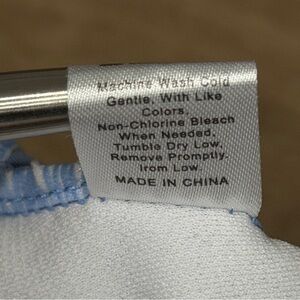 Machine Wash Cold
Gentle, With Like
Colors.
Non-Chlorine Bleach
When Needed,
Tumble Dry Low,
Remove Promptly.
Irom Low.
MADE IN CHINA